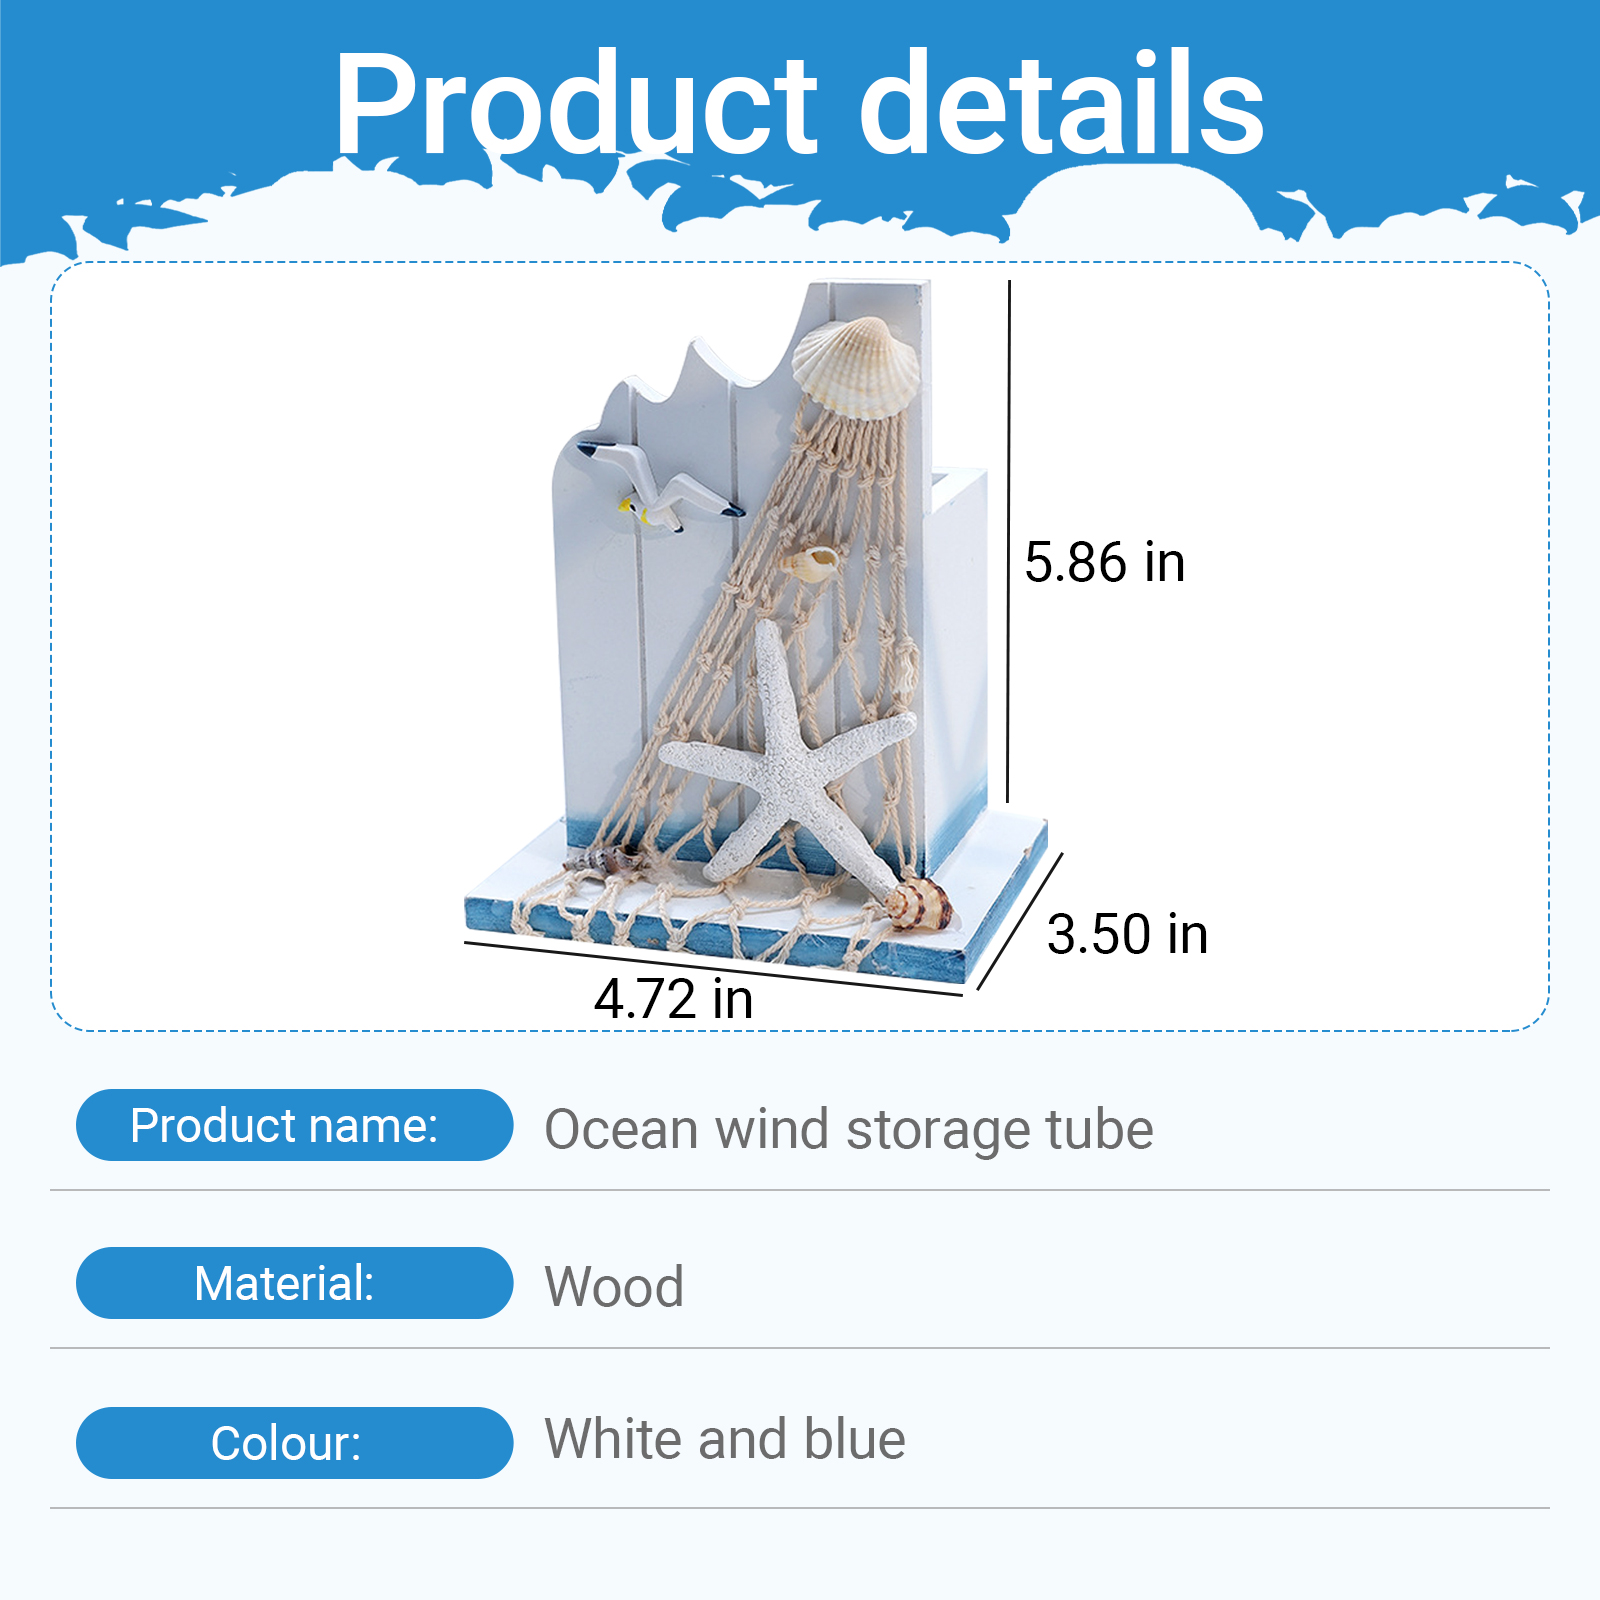 Product details
5.86 in
3.50 in
4.72 in
Product name: Ocean wind storage tube
Material: Wood
Colour: White and blue